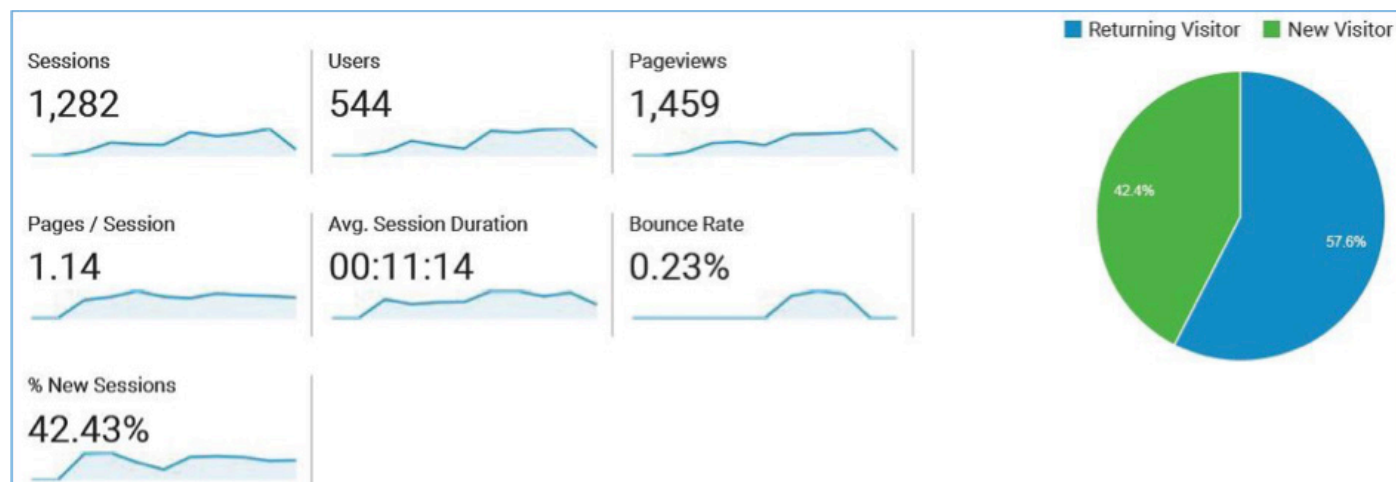 Returning Visitor New Visitor
Sessions
1,282
Users
544
Pageviews
1,459
Pages / Session
1.14
Avg. Session Duration
00:11:14
Bounce Rate
0.23%
% New Sessions
42.43%
42.4%
57.6%